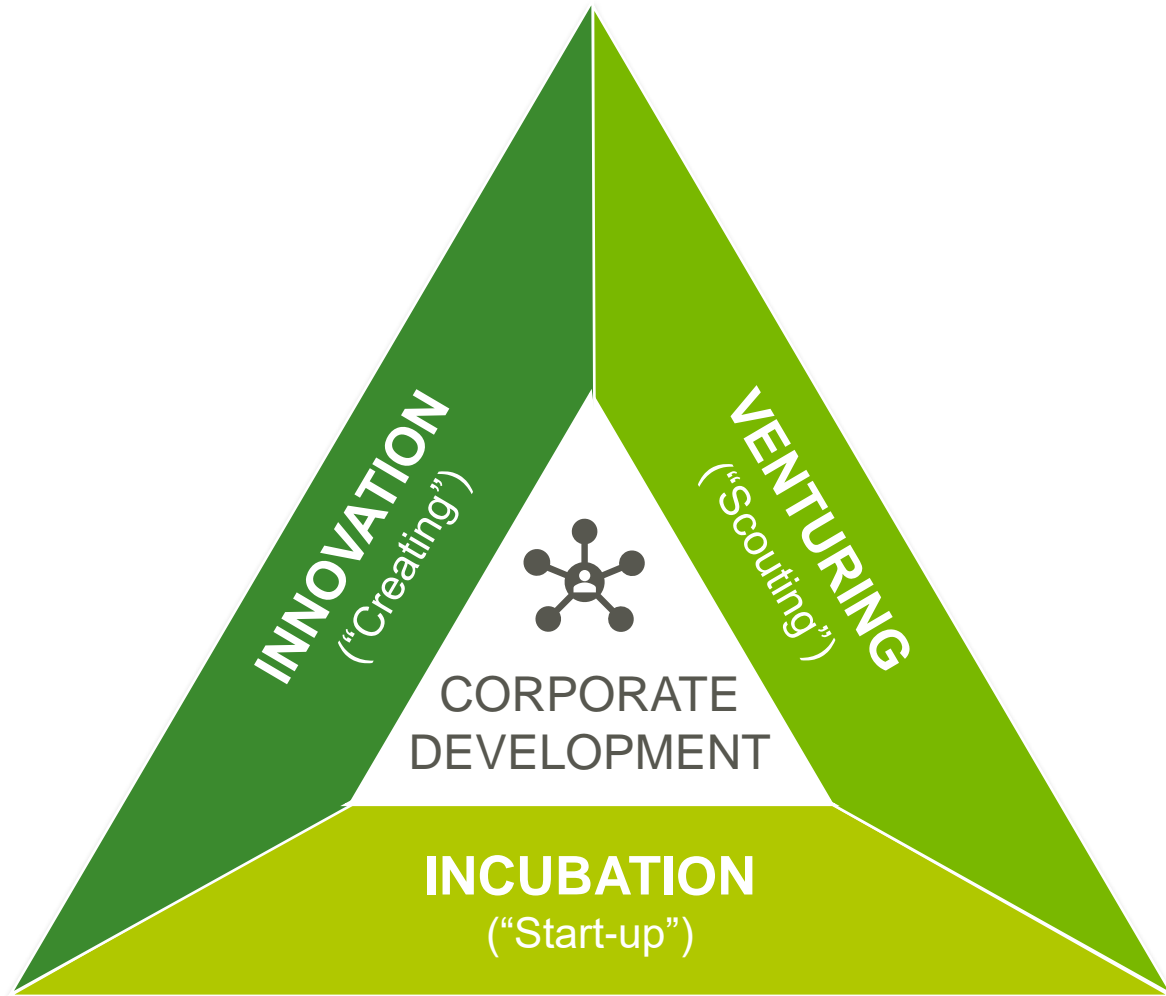 INNOVATION
(“Creating”)
VENTURING
(“Scouting”)
CORPORATE
DEVELOPMENT
INCUBATION
(“Start-up”)